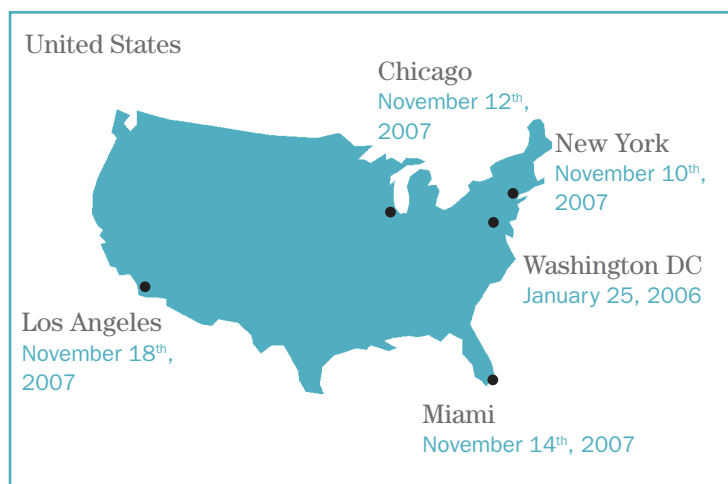 United States
Chicago
November 12th,
2007
New York
November 10th,
2007
Washington DC
January 25, 2006
Los Angeles
November 18th,
2007
Miami
November 14th, 2007